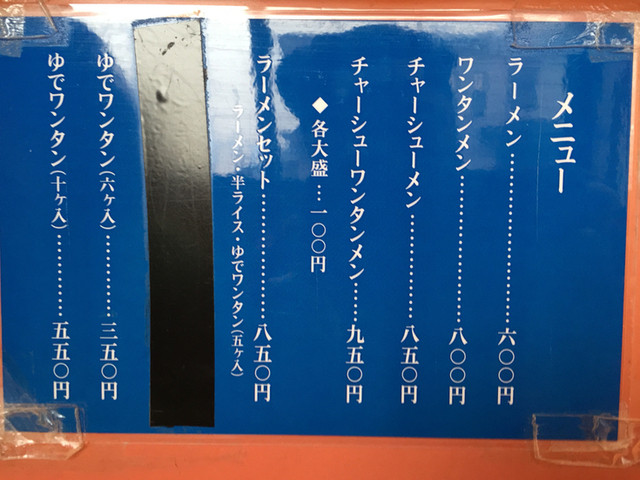 メニュー
ラーメン…………………六〇〇円
ワンタンメン………………八〇〇円
チャーシューメン…………八五〇円
チャーシューワンタンメン……九五〇円
◆各大盛…一〇〇円
ラーメンセット……………八五〇円
ラーメン・半ライス・ゆでワンタン(五ヶ入)
ゆでワンタン(六ヶ入)…………三五〇円
ゆでワンタン(十ヶ入)…………五五〇円